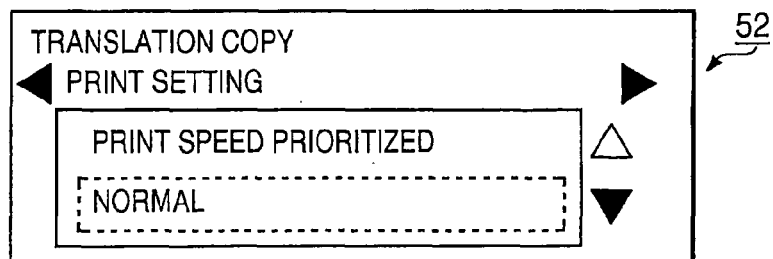 TRANSLATION COPY
52
PRINT SETTING
PRINT SPEED PRIORITIZED
NORMAL